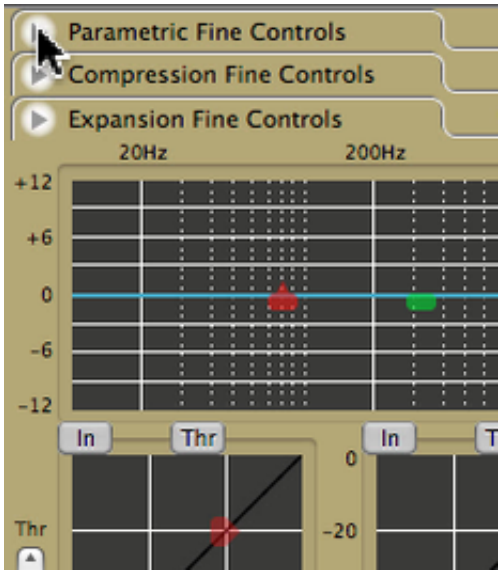 Parametric Fine Controls
Compression Fine Controls
Expansion Fine Controls
20Hz 200Hz
+12
+6
0
-6
-12
In Thr In T
0
Thr -20